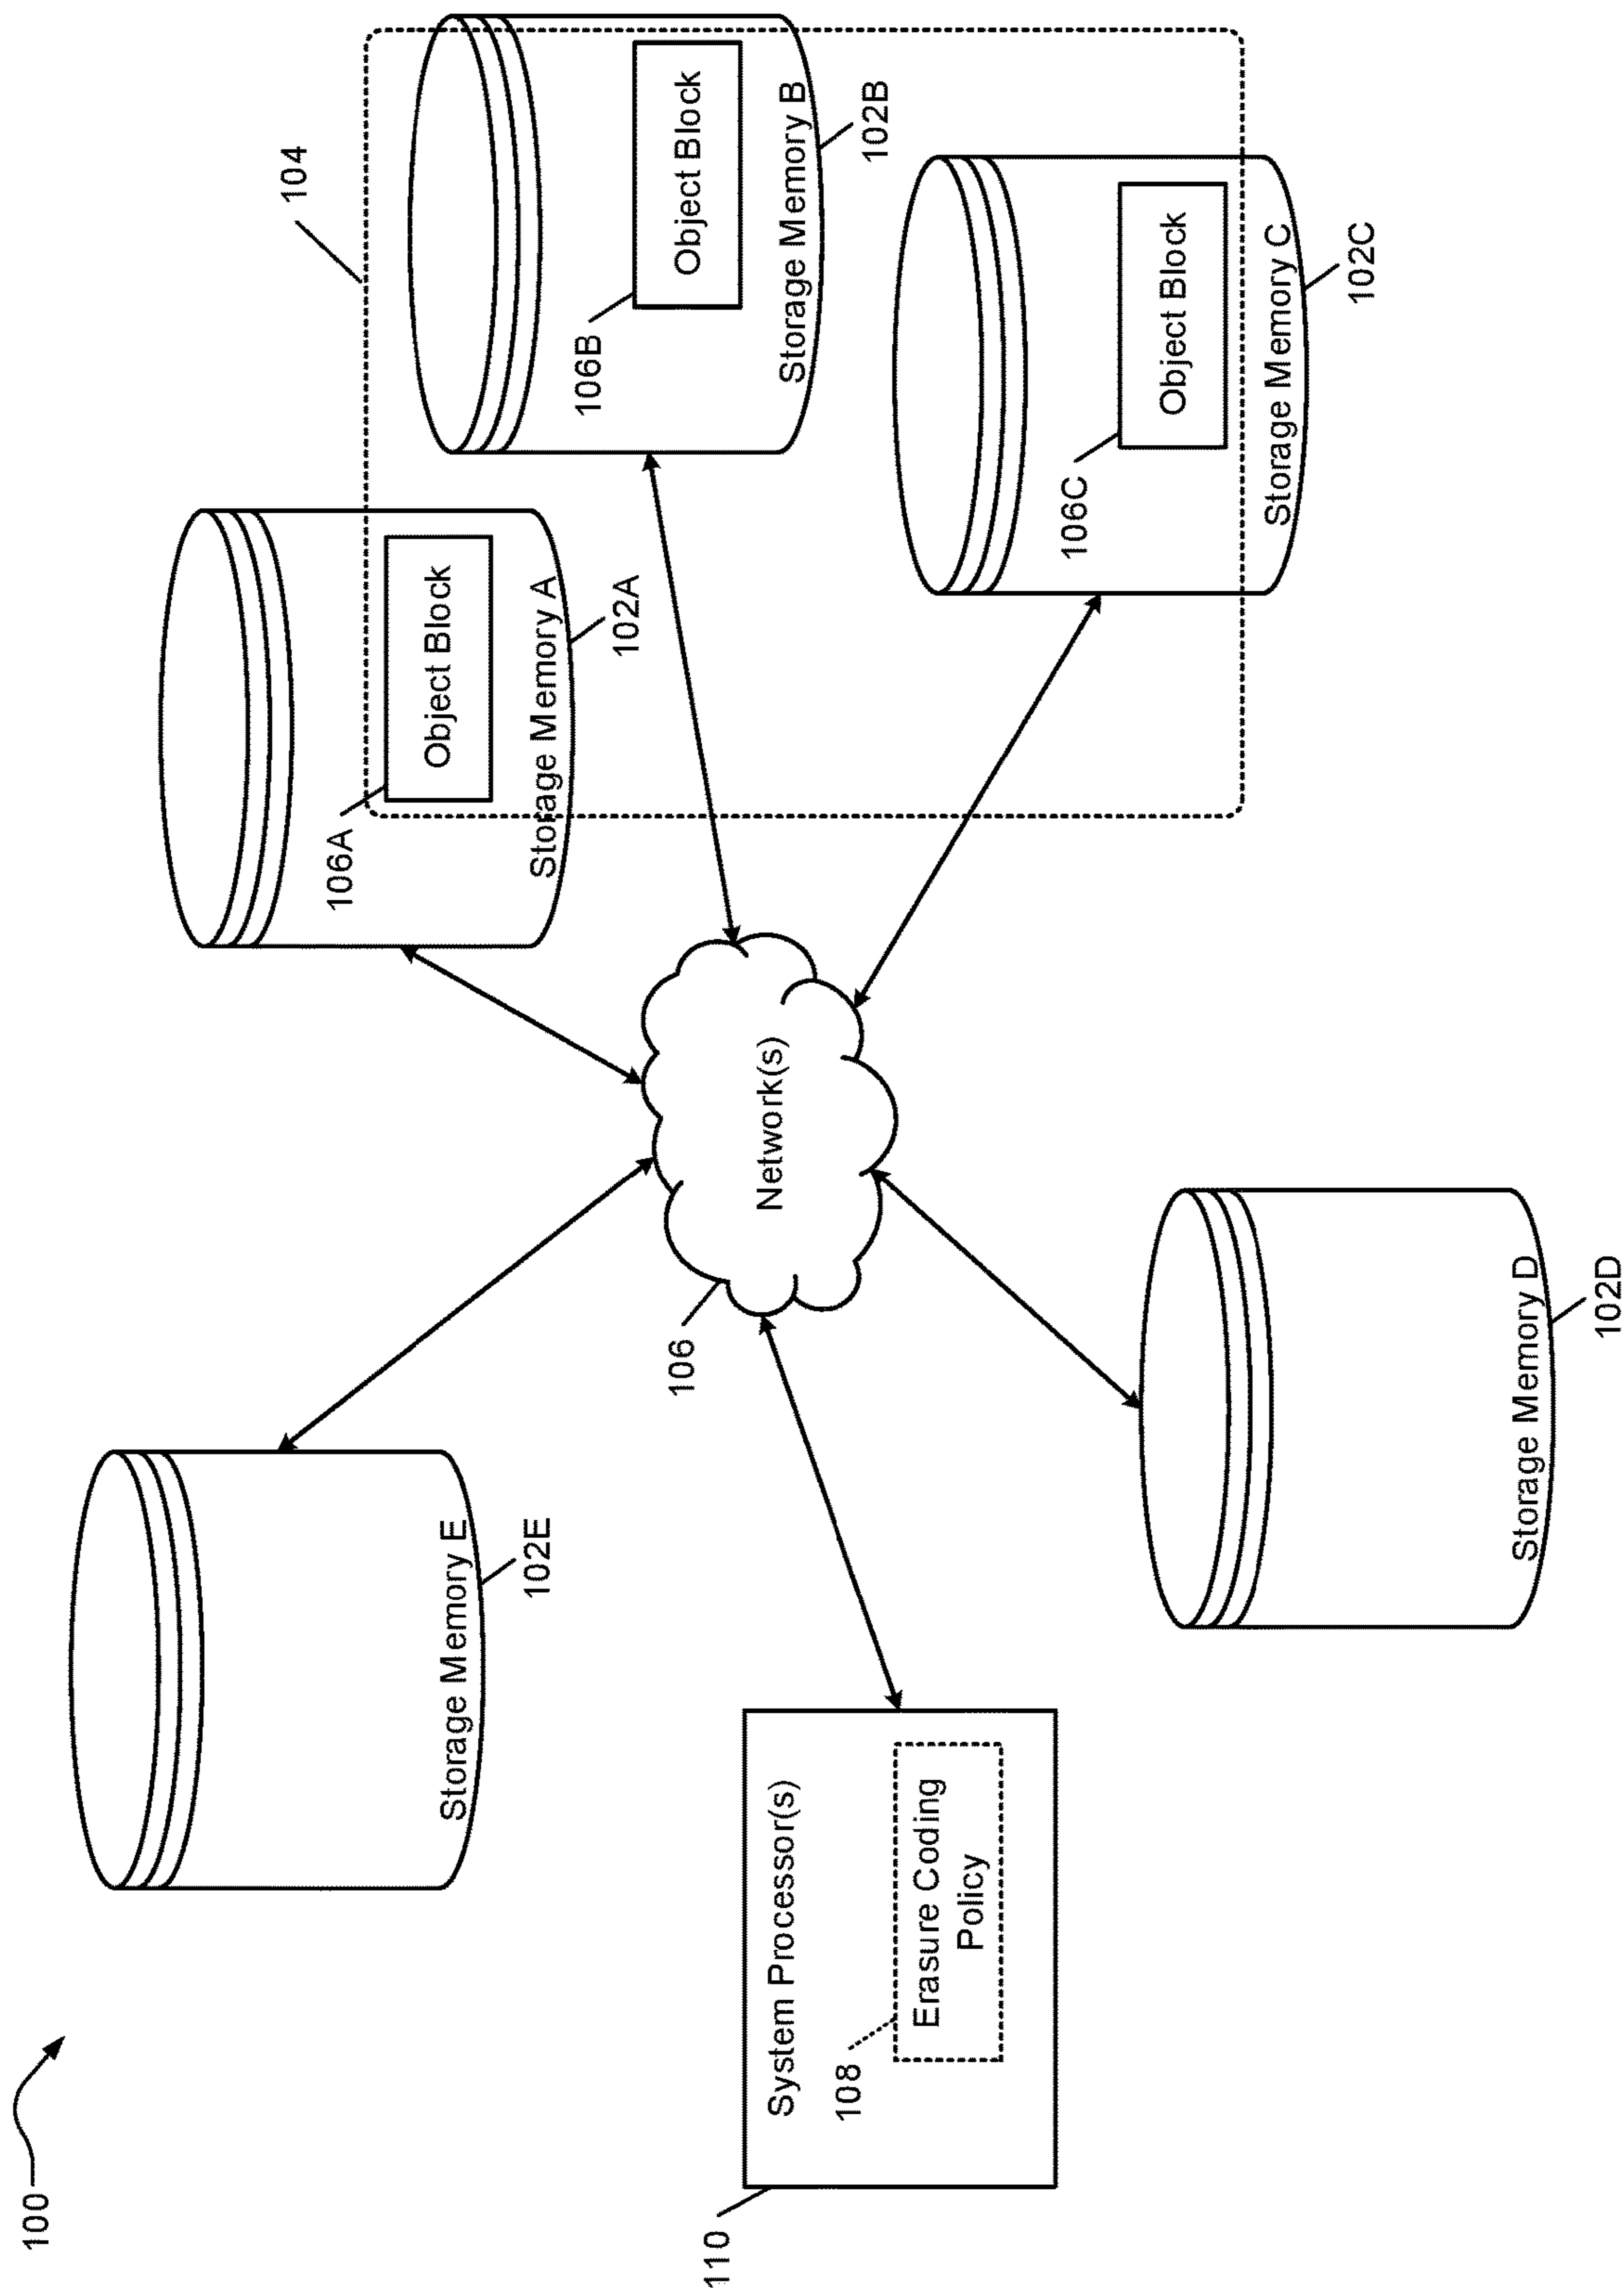 100
Storage Memory E
102E
106A
Object Block
Storage Memory A
102A
104
106B
Object Block
Storage Memory B
102B
106
Network(s)
106C
Object Block
Storage Memory C
102C
110
System Processor(s)
108
Erasure Coding
Policy
Storage Memory D
102D